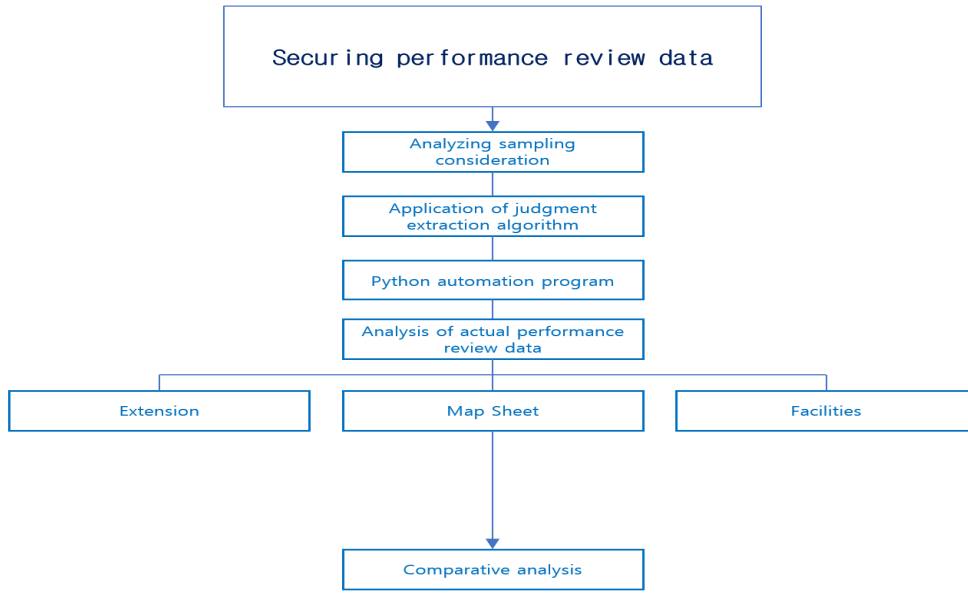 Securing performance review data
Analyzing sampling
consideration
Application of judgment
extraction algorithm
Python automation program
Analysis of actual performance
review data
Extension
Map Sheet
Facilities
Comparative analysis